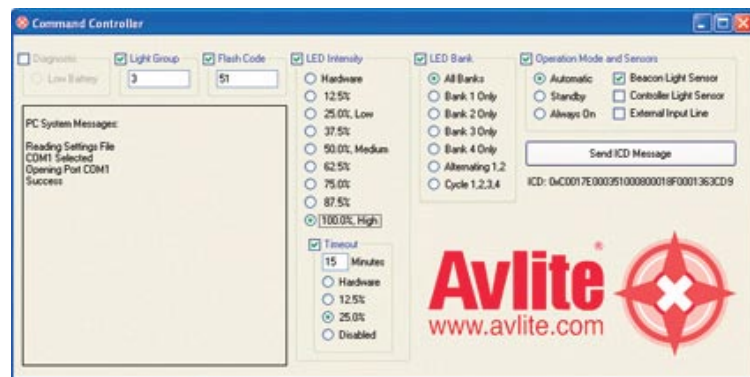 Command Controller
Diagnostic
Low Battery
Light Group
3
Flash Code
51
PC System Messages:
Reading Settings File
COM1 Selected
Opening Port COM1
Success
LED Intensity
Hardware
12.5%
25.0%, Low
37.5%
50.0%, Medium
62.5%
75.0%
87.5%
100.0%, High
Timeout
15 Minutes
Hardware
12.5%
25.0%
Disabled
LED Bank
All Banks
Bank 1 Only
Bank 2 Only
Bank 3 Only
Bank 4 Only
Alternating 1,2
Cycle 1,2,3,4
Operation Mode and Sensors
Automatic
Standby
Always On
Beacon Light Sensor
Controller Light Sensor
External Input Line
Send ICD Message
ICD:
Avlite®
www.avlite.com